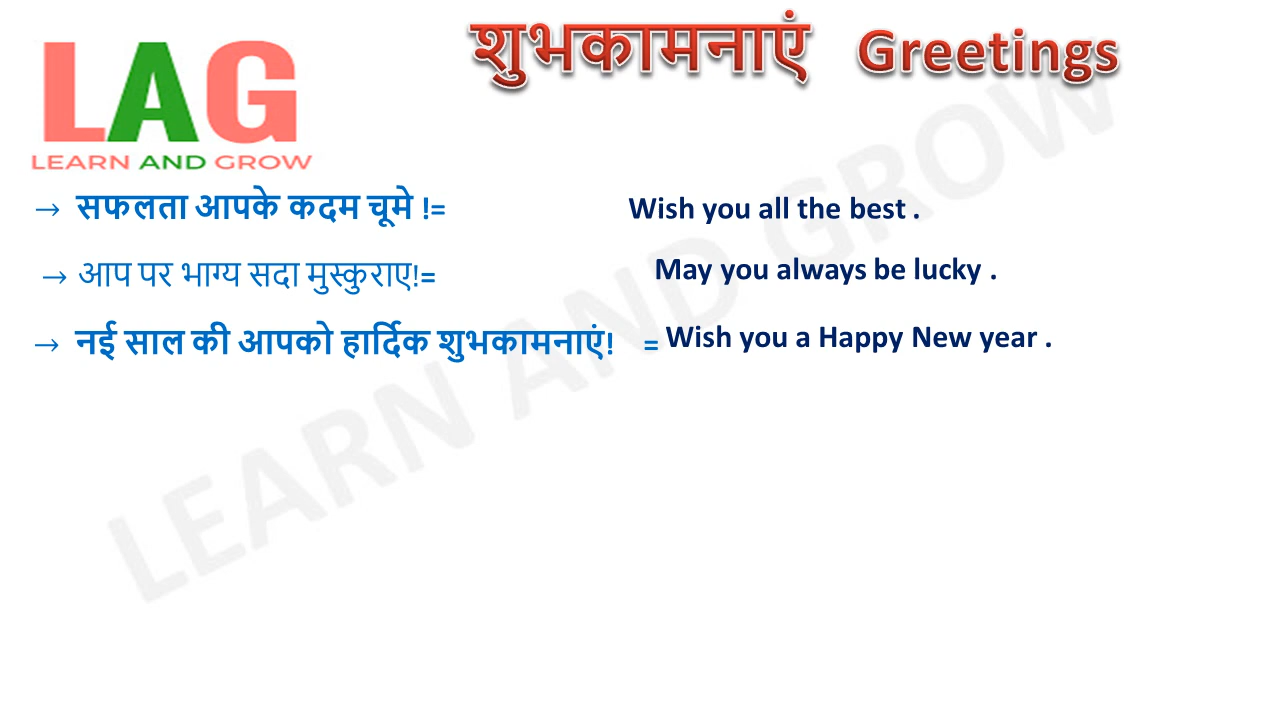 शुभकामनाएं Greetings
LAG
LEARN AND GROW
→ सफलता आपके कदम चूमे != Wish you all the best .
→ आप पर भाग्य सदा मुस्कुराए!= May you always be lucky .
→ नई साल की आपको हार्दिक शुभकामनाएं! = Wish you a Happy New year .
LEARN AND GROW